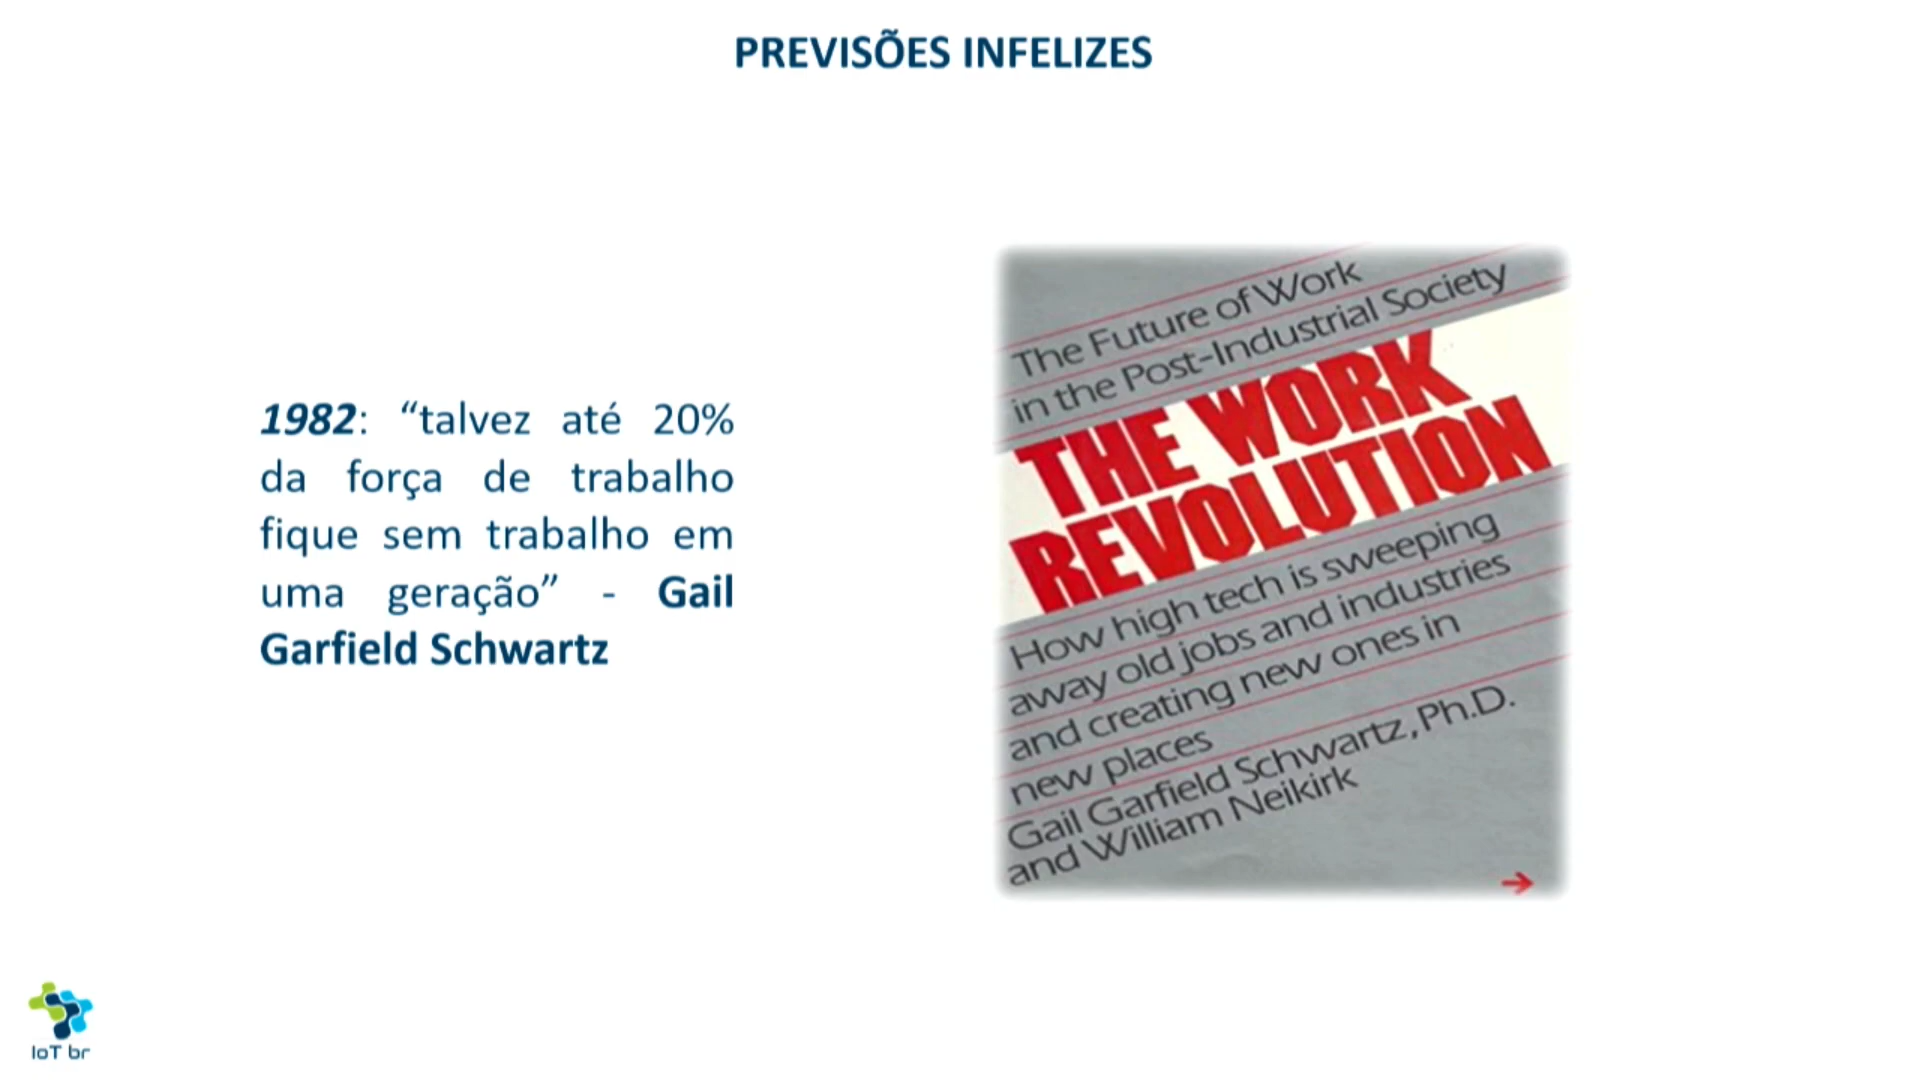 PREVISÕES INFELIZES
1982: “talvez até 20%
da força de trabalho
fique sem trabalho em
uma geração” - Gail
Garfield Schwartz
The Future of Work
in the Post-Industrial Society
THE WORK
REVOLUTION
How high tech is sweeping
away old jobs and industries
and creating new ones in
new places
Gail Garfield Schwartz, Ph.D.
and William Neikirk
IoT br